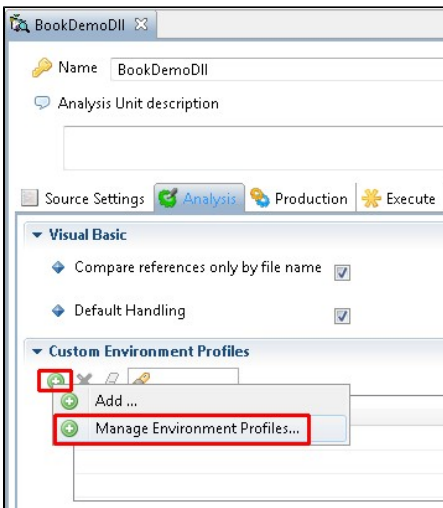 BookDemoDll
Name BookDemoDll
Analysis Unit description
Source Settings Analysis Production Execute
Visual Basic
Compare references only by file name
Default Handling
Custom Environment Profiles
Add ...
Manage Environment Profiles...